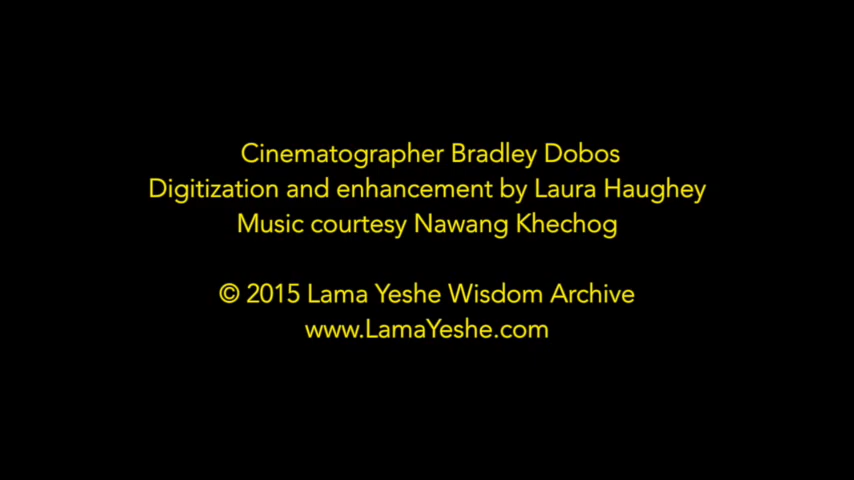 Cinematographer Bradley Dobos
Digitization and enhancement by Laura Haughey
Music courtesy Nawang Khechog
© 2015 Lama Yeshe Wisdom Archive
www.LamaYeshe.com